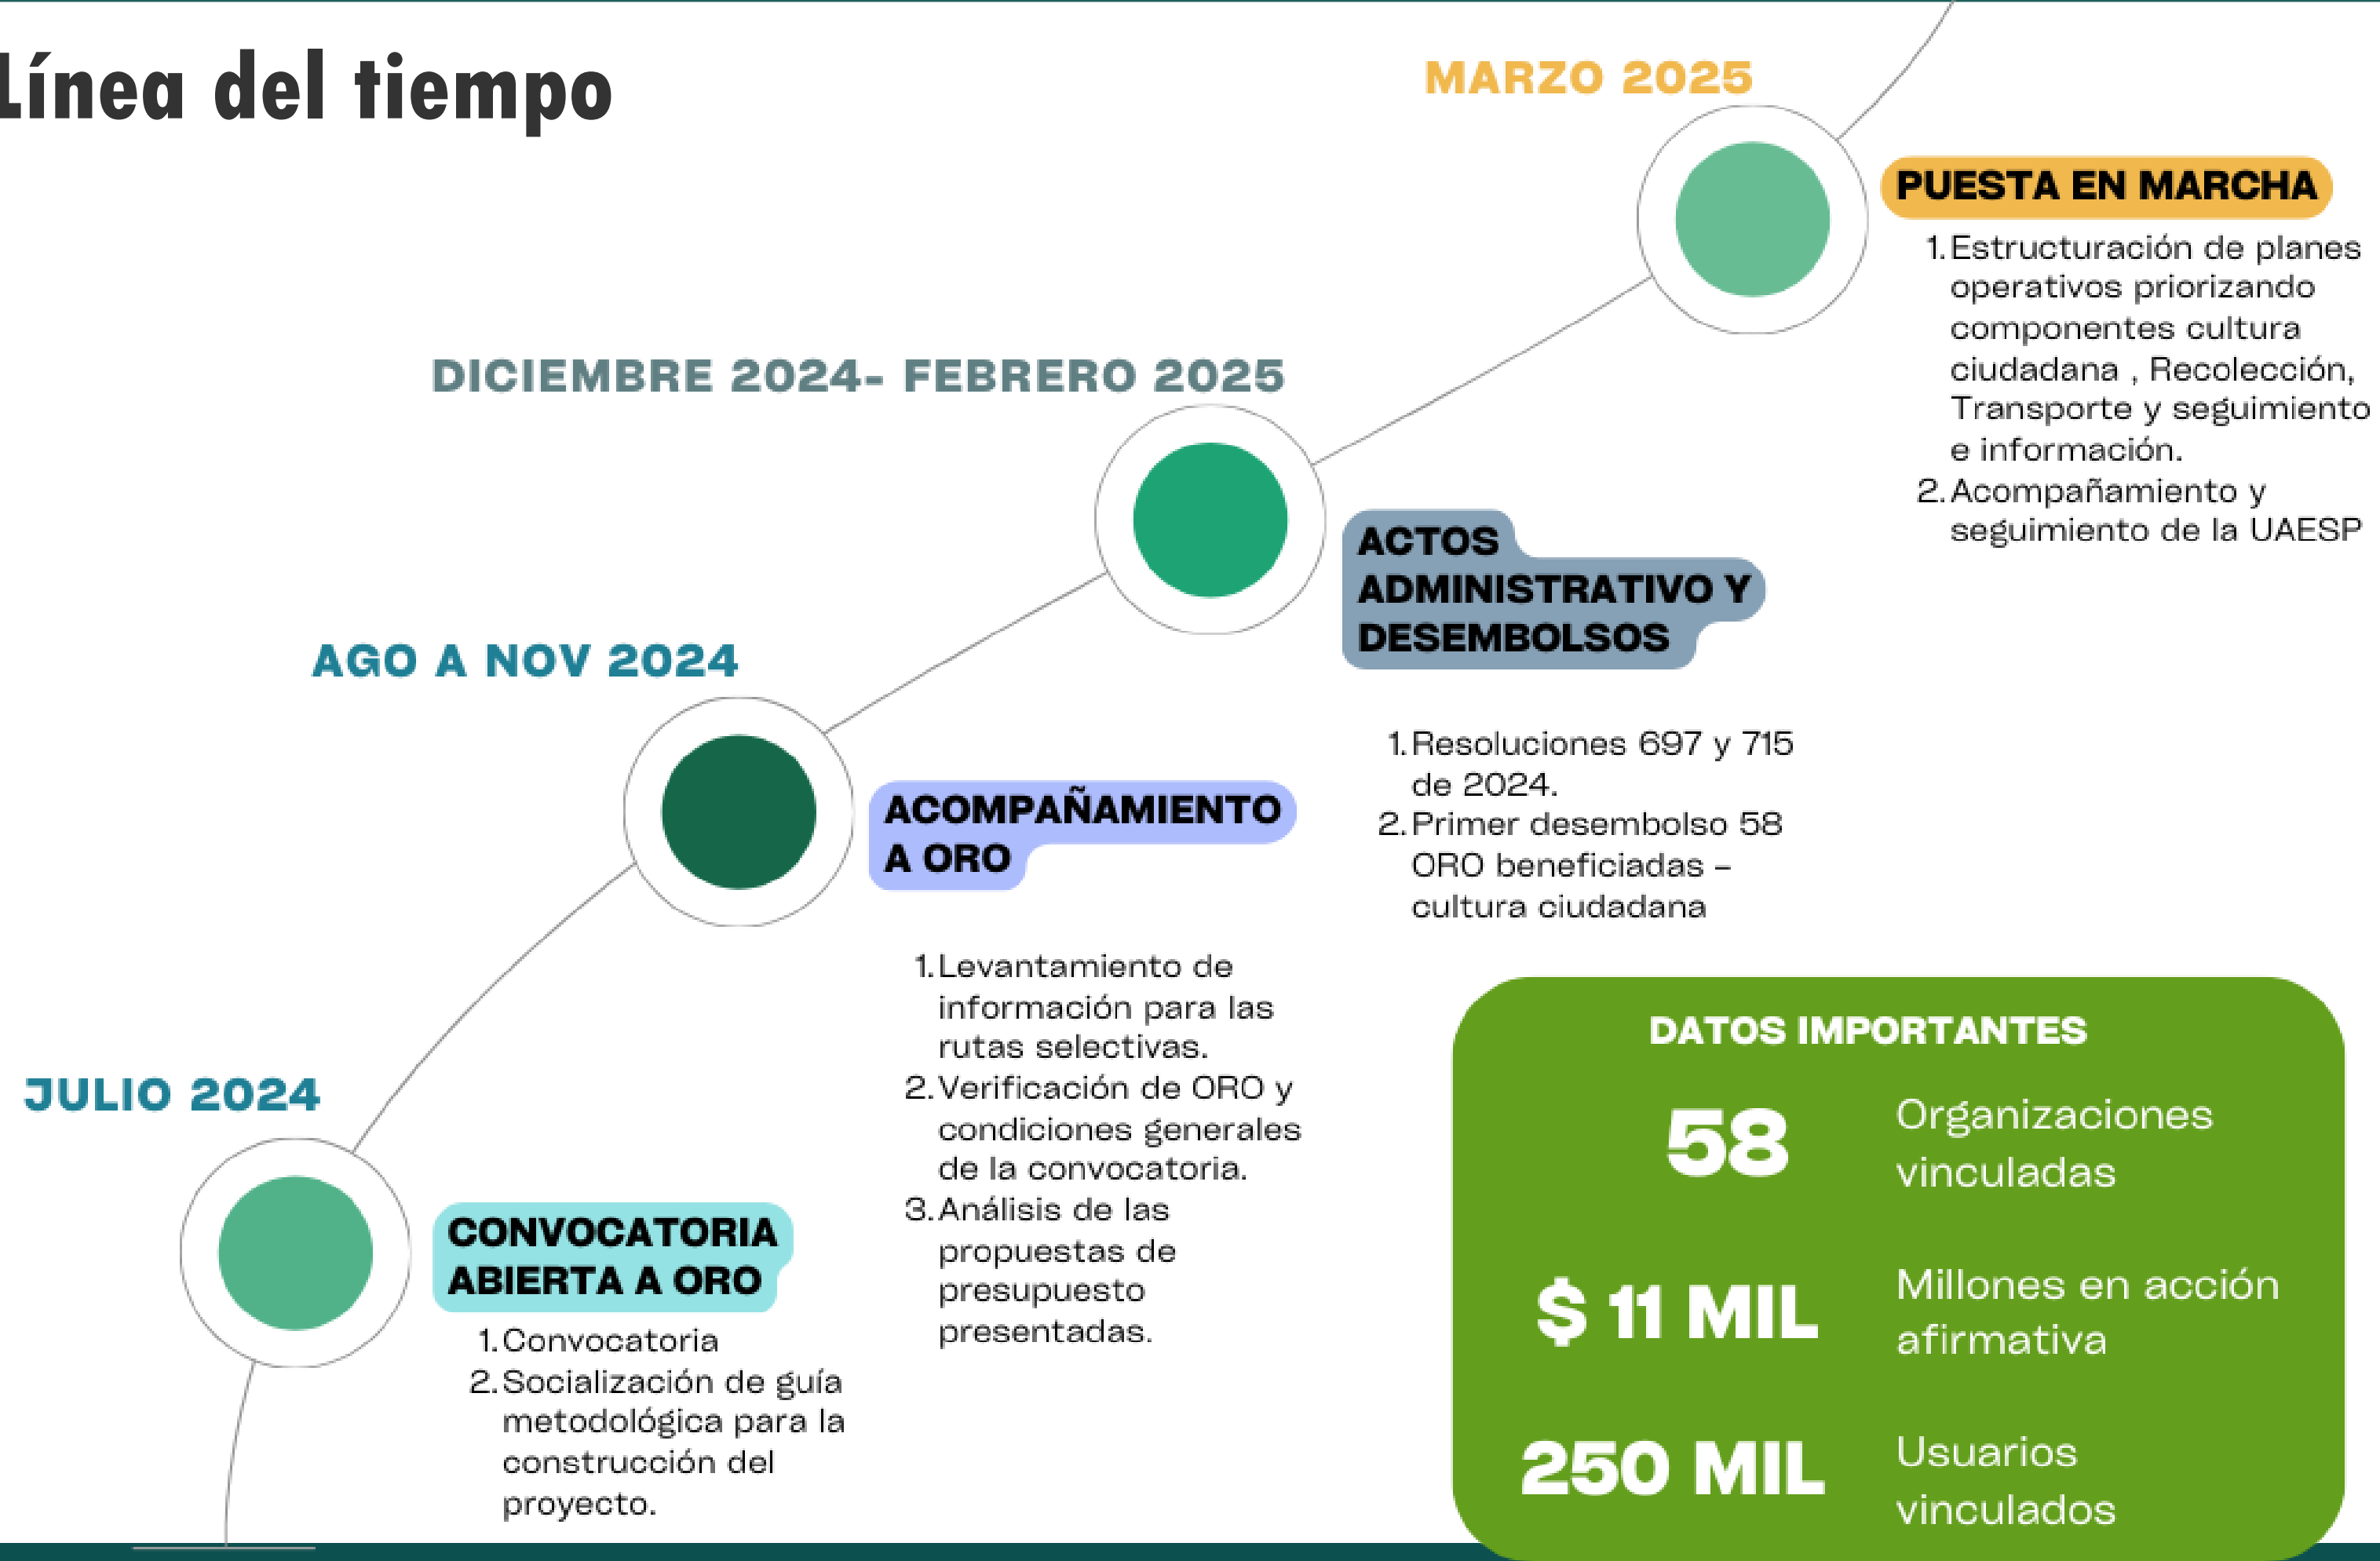 Línea del tiempo
JULIO 2024
CONVOCATORIA
ABIERTA A ORO
1. Convocatoria
2. Socialización de guía
metodológica para la
construcción del
proyecto.
AGO A NOV 2024
ACOMPAÑAMIENTO
A ORO
1. Levantamiento de
información para las
rutas selectivas.
2. Verificación de ORO y
condiciones generales
de la convocatoria.
3. Análisis de las
propuestas de
presupuesto
presentadas.
DICIEMBRE 2024- FEBRERO 2025
ACTOS
ADMINISTRATIVO Y
DESEMBOLSOS
1. Resoluciones 697 y 715
de 2024.
2. Primer desembolso 58
ORO beneficiadas –
cultura ciudadana
MARZO 2025
PUESTA EN MARCHA
1. Estructuración de planes
operativos priorizando
componentes cultura
ciudadana , Recolección,
Transporte y seguimiento
e información.
2. Acompañamiento y
seguimiento de la UAESP
DATOS IMPORTANTES
58
Organizaciones
vinculadas
$ 11 MIL
Millones en acción
afirmativa
250 MIL
Usuarios
vinculados